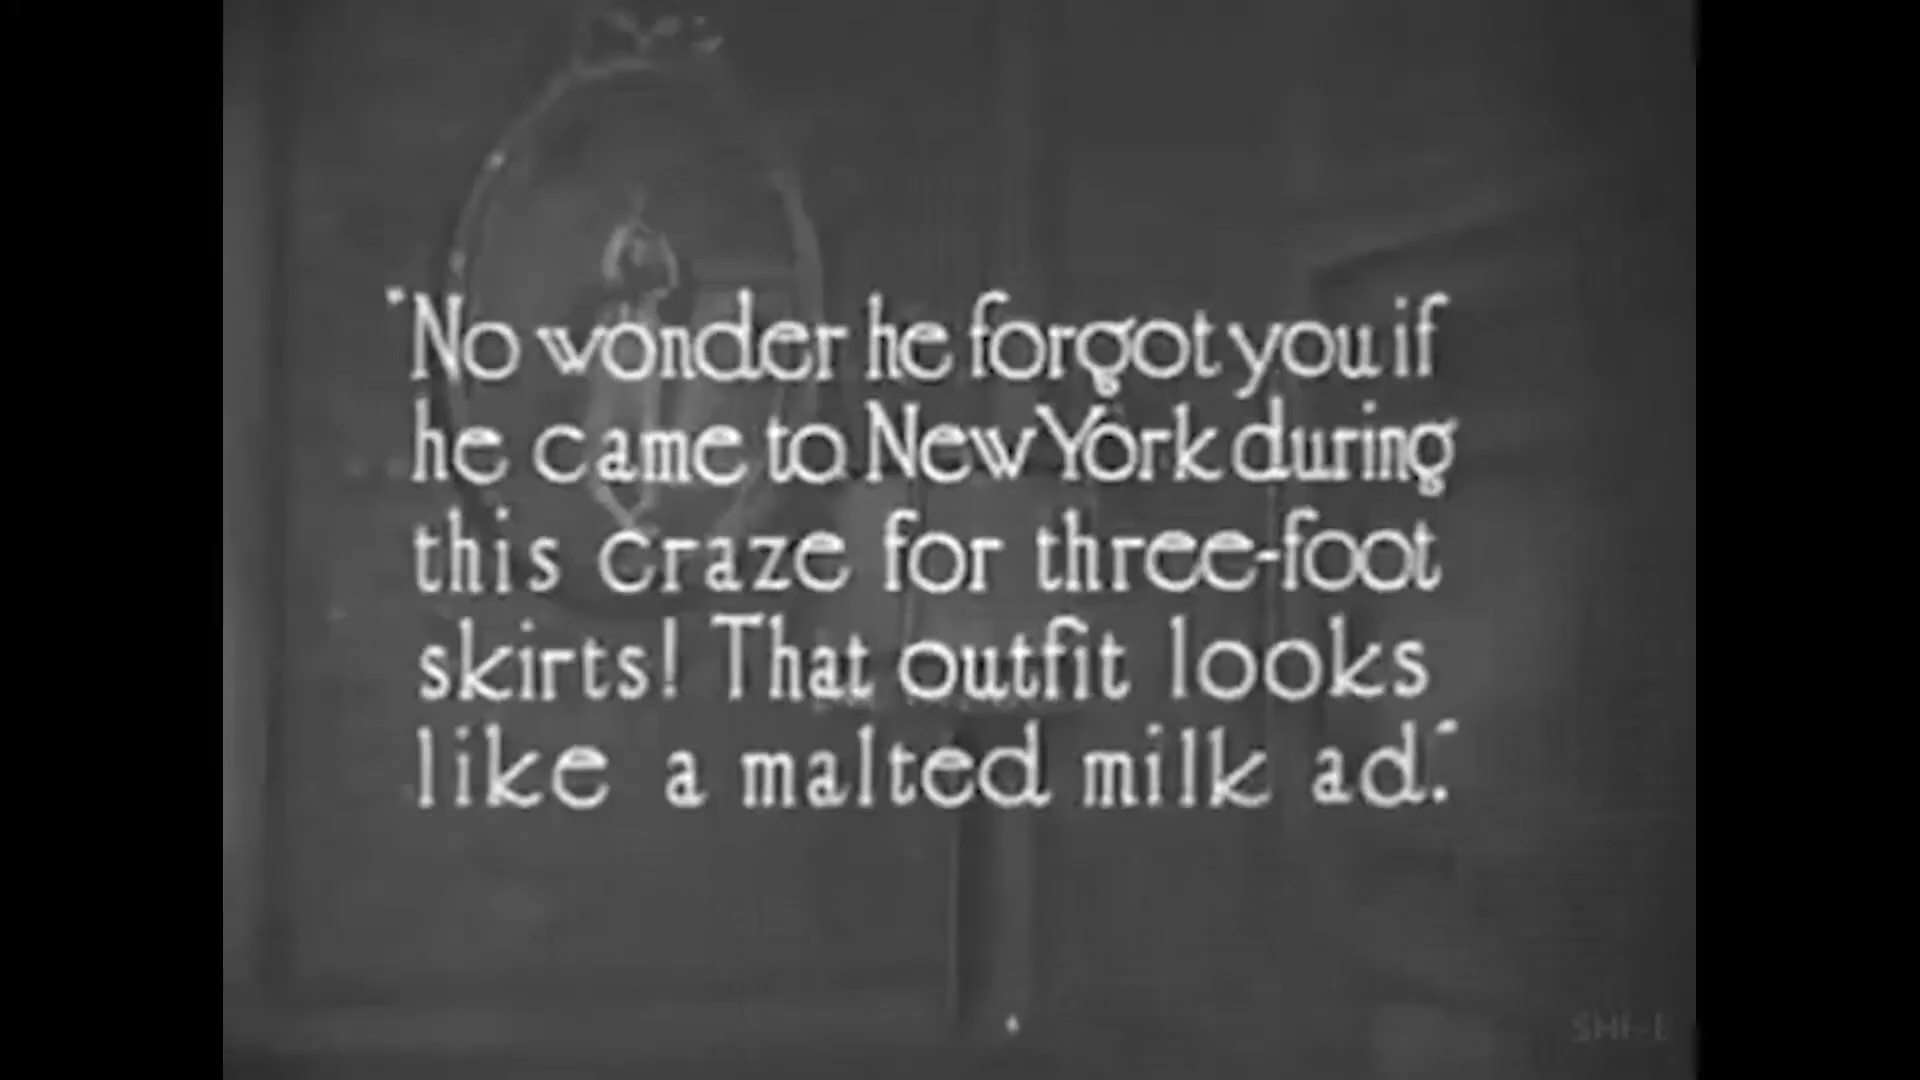 "No wonder he forgot you if
he came to New York during
this craze for three-foot
skirts! That outfit looks
like a malted milk ad."